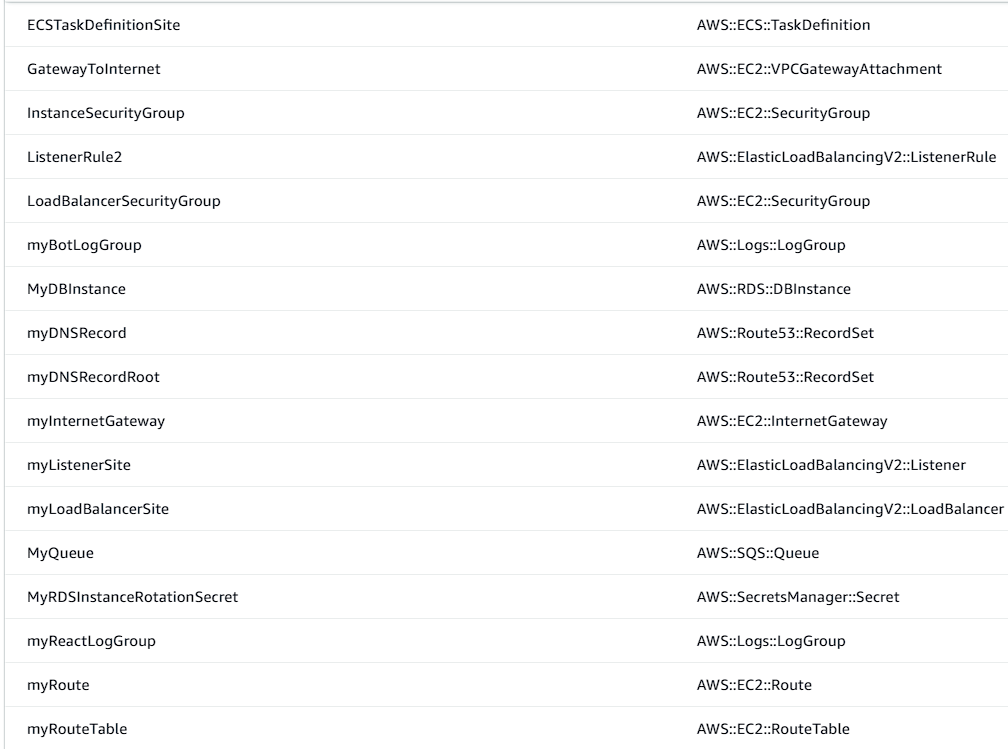 ECSTaskDefinitionSite AWS::ECS::TaskDefinition
GatewayToInternet AWS::EC2::VPCGatewayAttachment
InstanceSecurityGroup AWS::EC2::SecurityGroup
ListenerRule2 AWS::ElasticLoadBalancingV2::ListenerRule
LoadBalancerSecurityGroup AWS::EC2::SecurityGroup
myBotLogGroup AWS::Logs::LogGroup
MyDBInstance AWS::RDS::DBInstance
myDNSRecord AWS::Route53::RecordSet
myDNSRecordRoot AWS::Route53::RecordSet
myInternetGateway AWS::EC2::InternetGateway
myListenerSite AWS::ElasticLoadBalancingV2::Listener
myLoadBalancerSite AWS::ElasticLoadBalancingV2::LoadBalancer
MyQueue AWS::SQS::Queue
MyRDSInstanceRotationSecret AWS::SecretsManager::Secret
myReactLogGroup AWS::Logs::LogGroup
myRoute AWS::EC2::Route
myRouteTable AWS::EC2::RouteTable